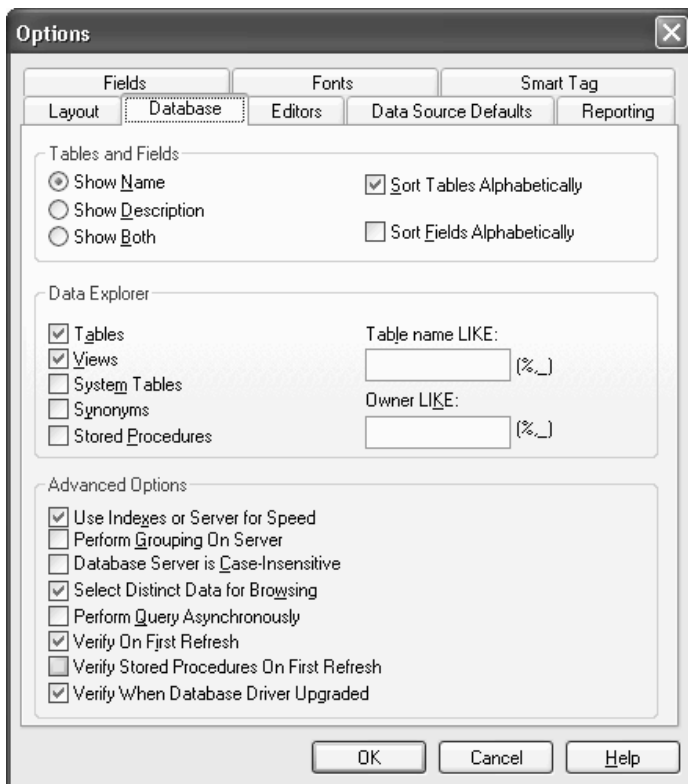 Options
Fields Fonts Smart Tag
Layout Database Editors Data Source Defaults Reporting
Tables and Fields
Show Name
Show Description
Show Both
Sort Tables Alphabetically
Sort Fields Alphabetically
Data Explorer
Tables
Views
System Tables
Synonyms
Stored Procedures
Table name LIKE:
(%,_)
Owner LIKE:
(%,_)
Advanced Options
Use Indexes or Server for Speed
Perform Grouping On Server
Database Server is Case-Insensitive
Select Distinct Data for Browsing
Perform Query Asynchronously
Verify On First Refresh
Verify Stored Procedures On First Refresh
Verify When Database Driver Upgraded
OK Cancel Help